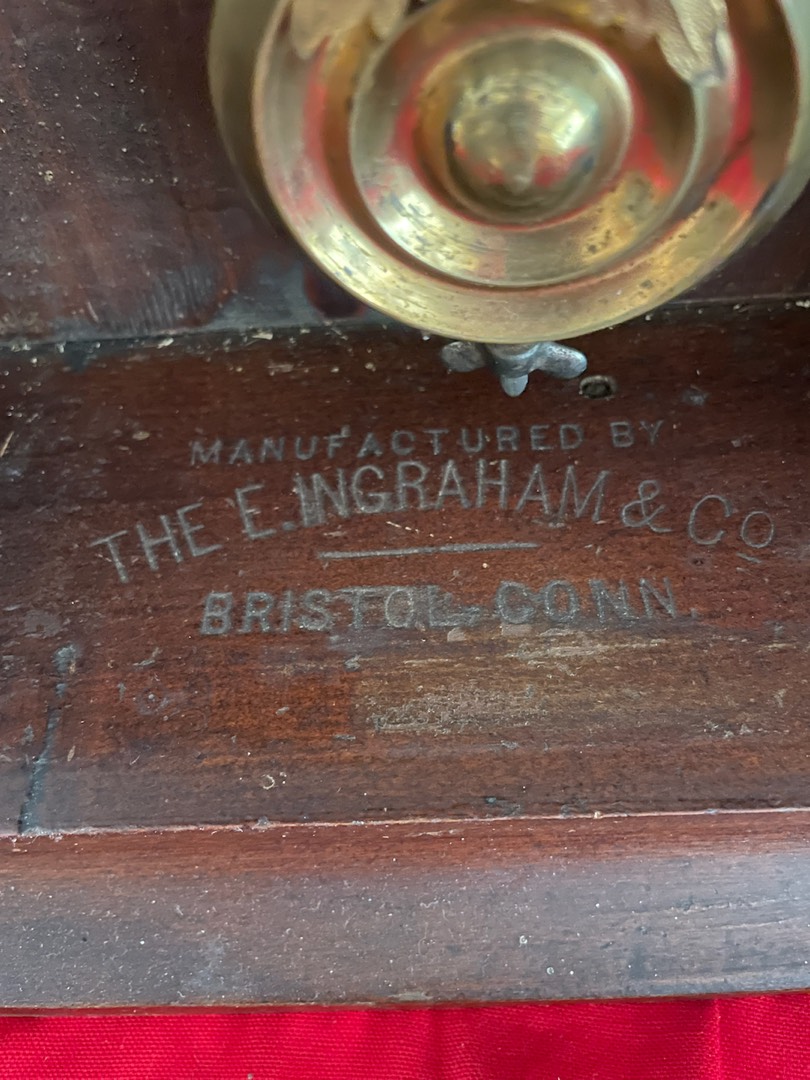 MANUFACTURED BY
THE E. INGRAHAM & Co
BRISTOL, CONN.